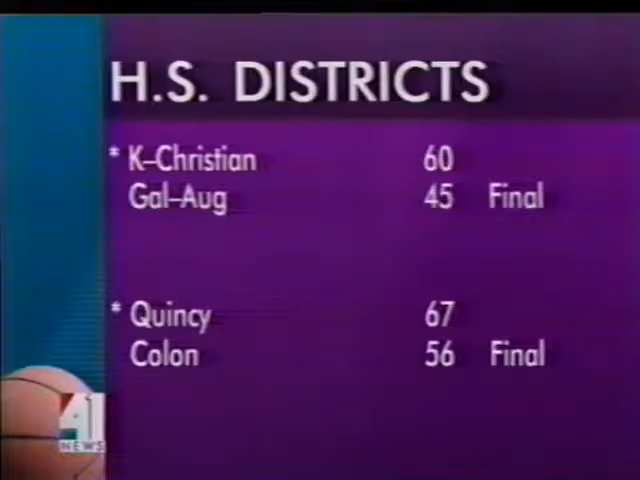 H.S. DISTRICTS
* K-Christian 60
Gal-Aug 45 Final
* Quincy 67
Colon 56 Final
41
NEWS